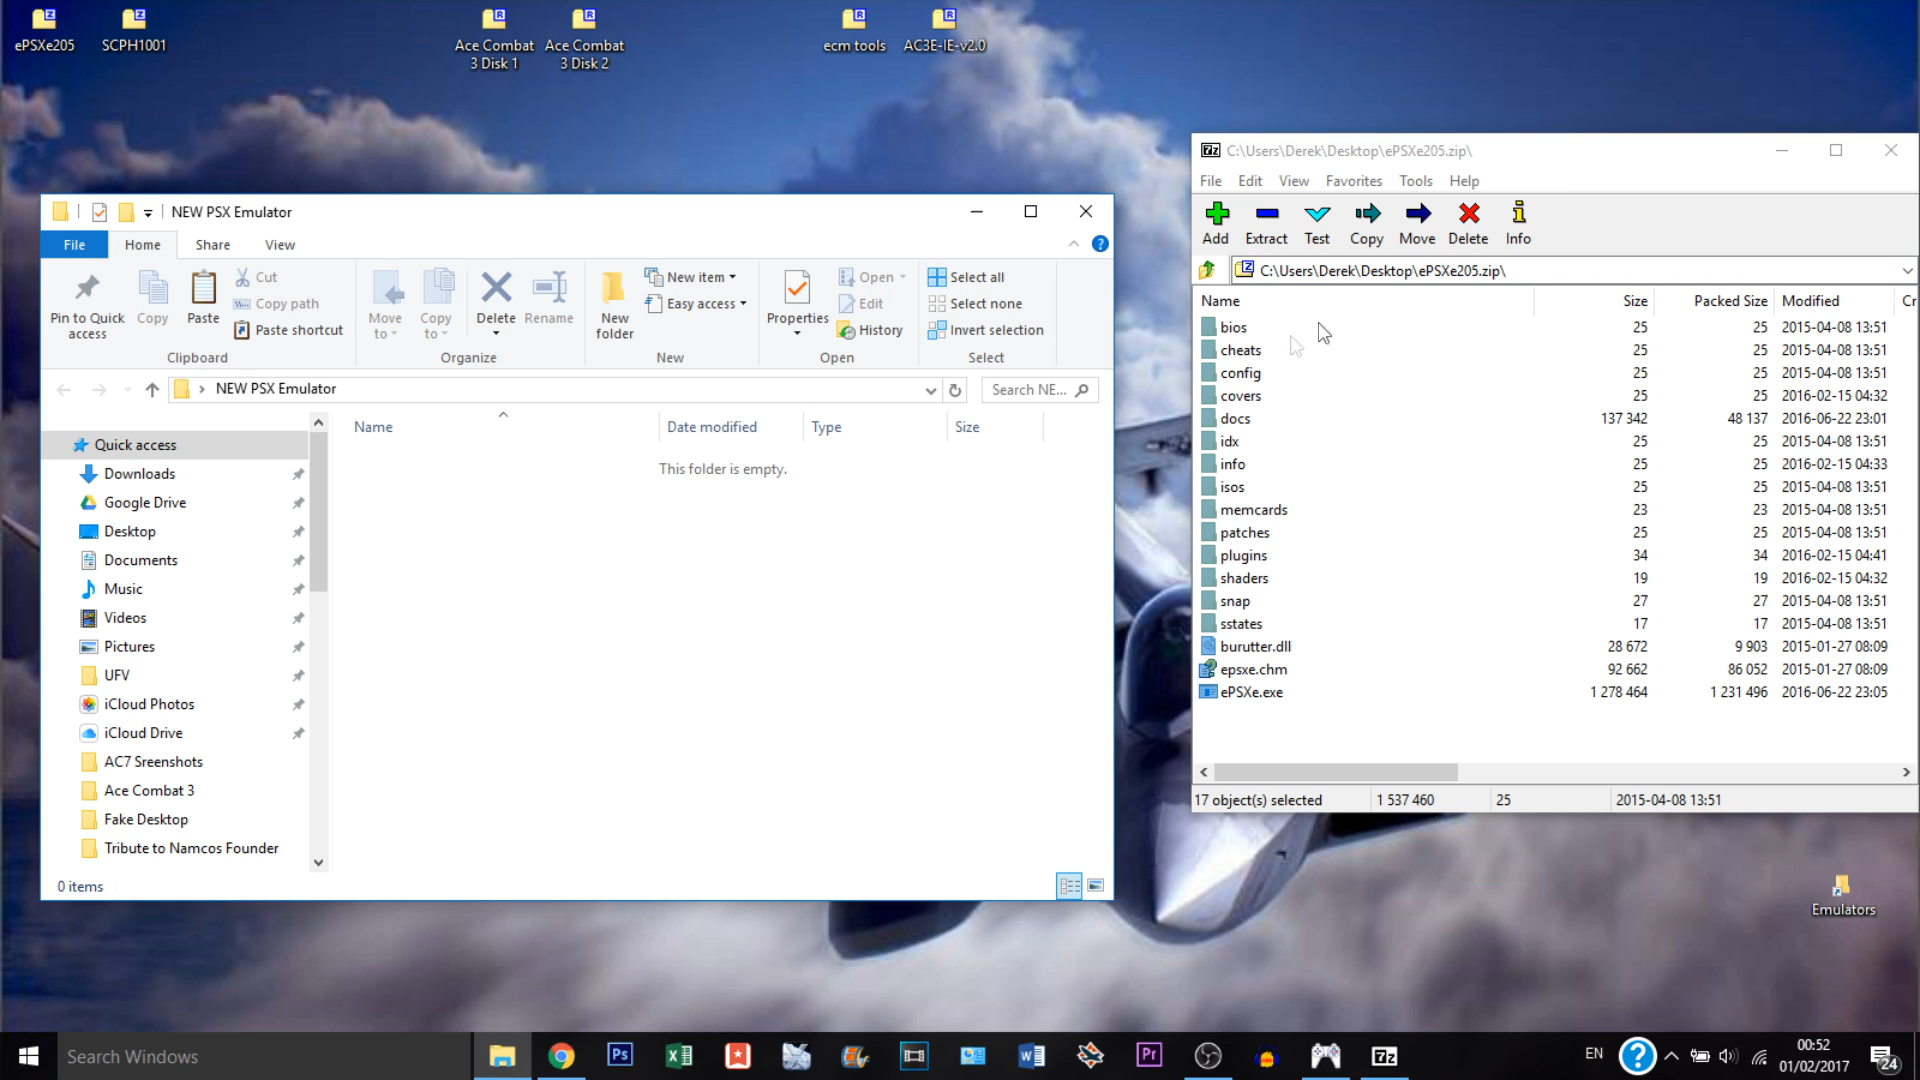 ePSXe205
SCPH1001
Ace Combat 3 Disk 1
Ace Combat 3 Disk 2
ecm tools
AC3E-IE-v2.0
NEW PSX Emulator
File Home Share View
Pin to Quick access
Copy
Paste
Cut
Copy path
Paste shortcut
Clipboard
Move to
Copy to
Delete
Rename
Organize
New folder
New item
Easy access
New
Properties
Open
Edit
History
Open
Select all
Select none
Invert selection
Select
NEW PSX Emulator
Search NE...
Name Date modified Type Size
This folder is empty.
Quick access
Downloads
Google Drive
Desktop
Documents
Music
Videos
Pictures
UFV
iCloud Photos
iCloud Drive
AC7 Sreenshots
Ace Combat 3
Fake Desktop
Tribute to Namcos Founder
0 items
7z C:\Users\Derek\Desktop\ePSXe205.zip\
File Edit View Favorites Tools Help
Add Extract Test Copy Move Delete Info
C:\Users\Derek\Desktop\ePSXe205.zip\
Name Size Packed Size Modified Cr
bios 25 25 2015-04-08 13:51
cheats 25 25 2015-04-08 13:51
config 25 25 2015-04-08 13:51
covers 25 25 2016-02-15 04:32
docs 137 342 48 137 2016-06-22 23:01
idx 25 25 2015-04-08 13:51
info 25 25 2016-02-15 04:33
isos 25 25 2015-04-08 13:51
memcards 23 23 2015-04-08 13:51
patches 25 25 2015-04-08 13:51
plugins 34 34 2016-02-15 04:41
shaders 19 19 2016-02-15 04:32
snap 27 27 2015-04-08 13:51
sstates 17 17 2015-04-08 13:51
burutter.dll 28 672 9 903 2015-01-27 08:09
epsxe.chm 92 662 86 052 2015-01-27 08:09
ePSXe.exe 1 278 464 1 231 496 2016-06-22 23:05
17 object(s) selected 1 537 460 25 2015-04-08 13:51
Emulators
Search Windows
Ps
Pr
7z
EN
00:52
01/02/2017
24